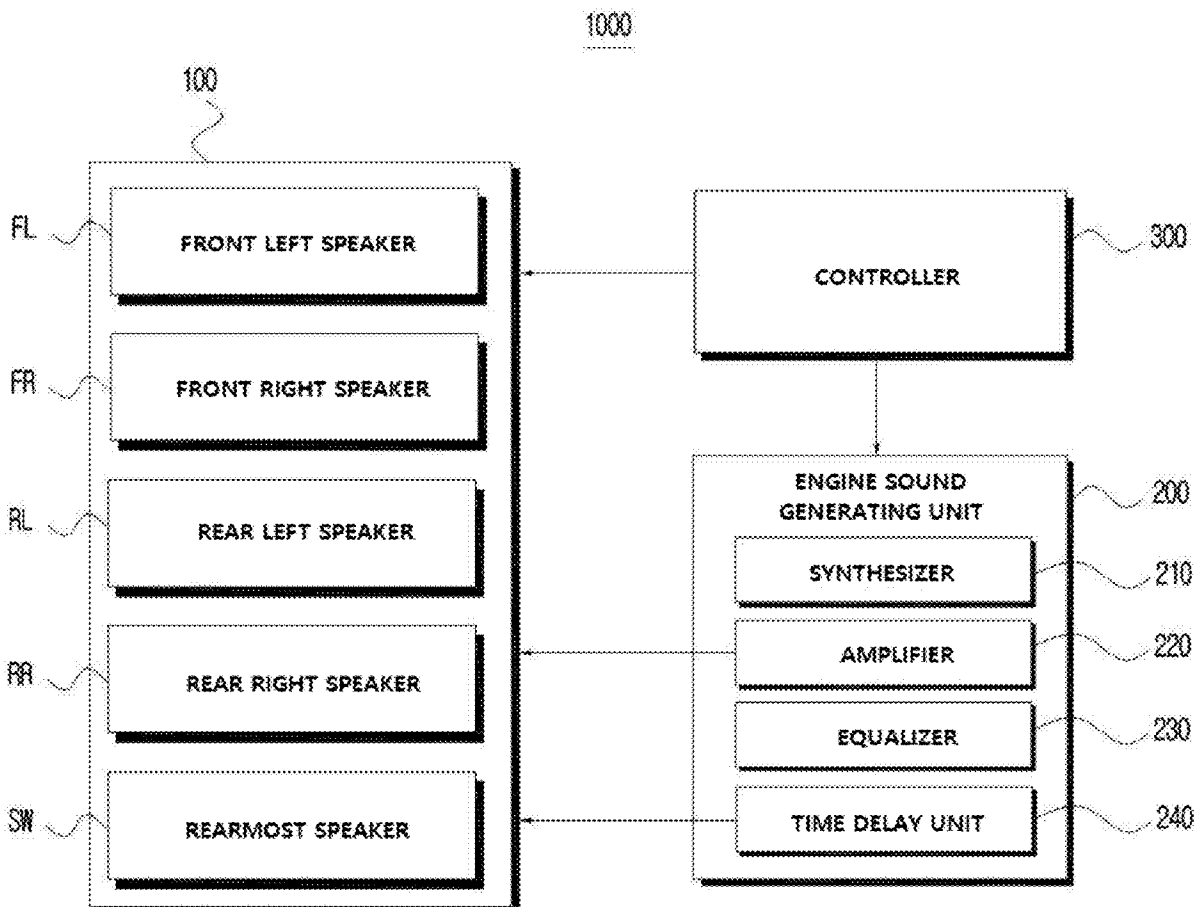 1000
100
FL
FRONT LEFT SPEAKER
FR
FRONT RIGHT SPEAKER
RL
REAR LEFT SPEAKER
RR
REAR RIGHT SPEAKER
SW
REARMOST SPEAKER
CONTROLLER
300
ENGINE SOUND
GENERATING UNIT
200
SYNTHESIZER
210
AMPLIFIER
220
EQUALIZER
230
TIME DELAY UNIT
240